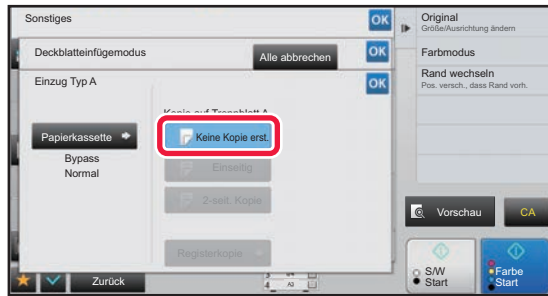 Sonstiges
OK
Deckblatteinfügemodus
Alle abbrechen
OK
Einzug Typ A
OK
Papierkassette
Bypass
Normal
Keine Kopie erst.
Einseitig
2-seit. Kopie
Registerkopie
Zurück
4 A3
Original
Größe/Ausrichtung ändern
Farbmodus
Rand wechseln
Pos. versch., dass Rand vorh.
Vorschau
CA
S/W
Start
Farbe
Start